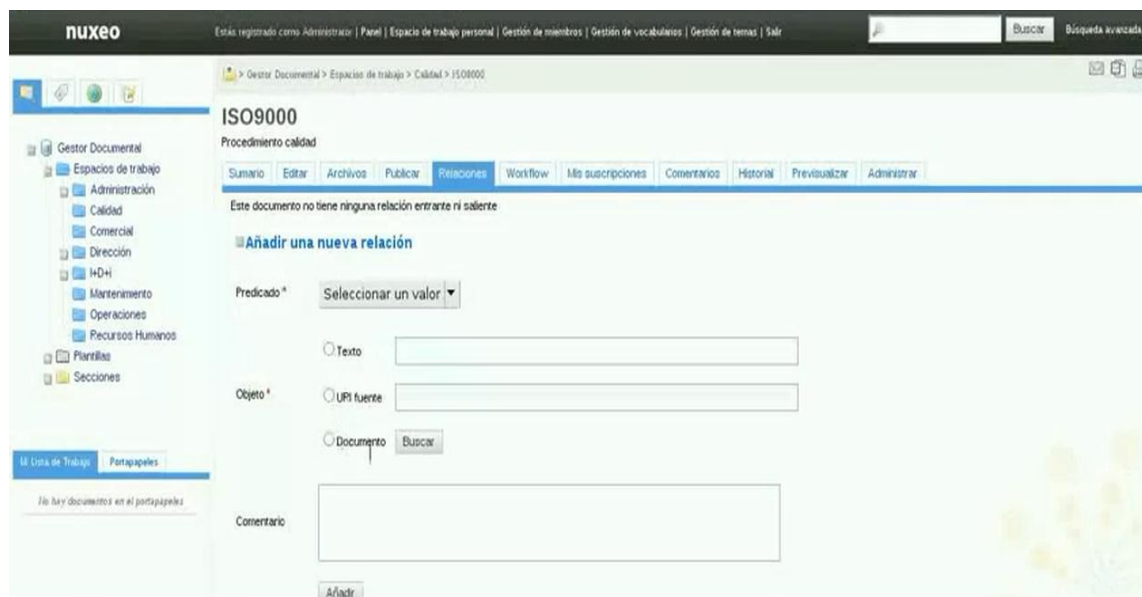 nuxeo
Estás registrado como Administrador | Panel | Espacio de trabajo personal | Gestión de miembros | Gestión de vocabularios | Gestión de temas | Salir
Buscar
Búsqueda avanzada
> Gestor Documental > Espacios de trabajo > Calidad > ISO9000
ISO9000
Procedimiento calidad
Sumario Editar Archivos Publicar Relaciones Workflow Mis suscripciones Comentarios Historial Previsualizar Administrar
Este documento no tiene ninguna relación entrante ni saliente
Añadir una nueva relación
Predicado * Seleccionar un valor
Objeto *
Texto
URI fuente
Documento Buscar
Comentario
Añadir
Gestor Documental
Espacios de trabajo
Administración
Calidad
Comercial
Dirección
I+D+i
Mantenimiento
Operaciones
Recursos Humanos
Plantillas
Secciones
Mi Lista de Trabajo Portapapeles
No hay documentos en el portapapeles